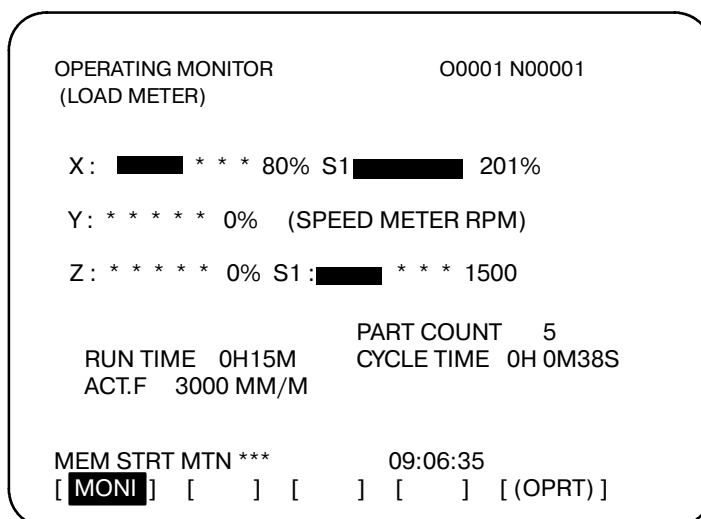 OPERATING MONITOR O0001 N00001
(LOAD METER)
X : * * * 80% S1 201%
Y : * * * * * 0% (SPEED METER RPM)
Z : * * * * * 0% S1 : * * * 1500
PART COUNT 5
RUN TIME 0H15M CYCLE TIME 0H 0M38S
ACT.F 3000 MM/M
MEM STRT MTN *** 09:06:35
[ MONI ] [ ] [ ] [ ] [ (OPRT) ]